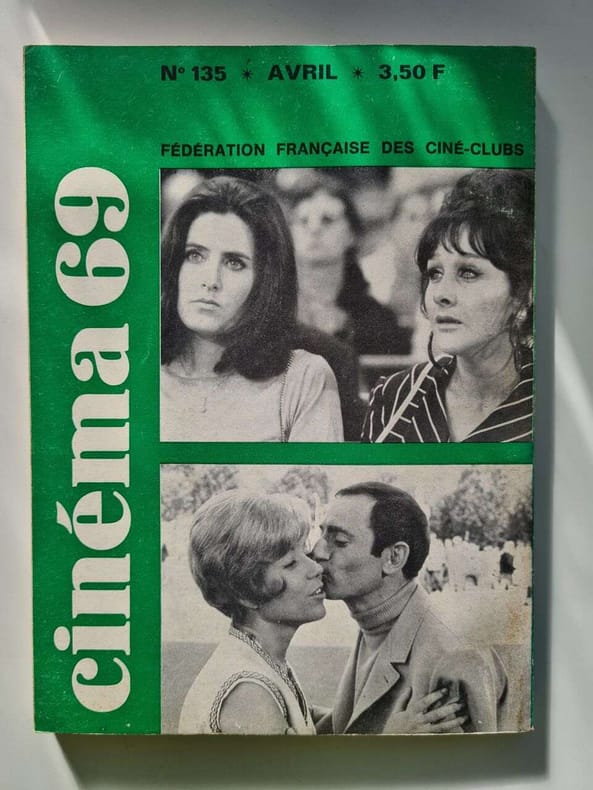 N° 135 * AVRIL * 3,50 F
FÉDÉRATION FRANÇAISE DES CINÉ-CLUBS
cinéma 69